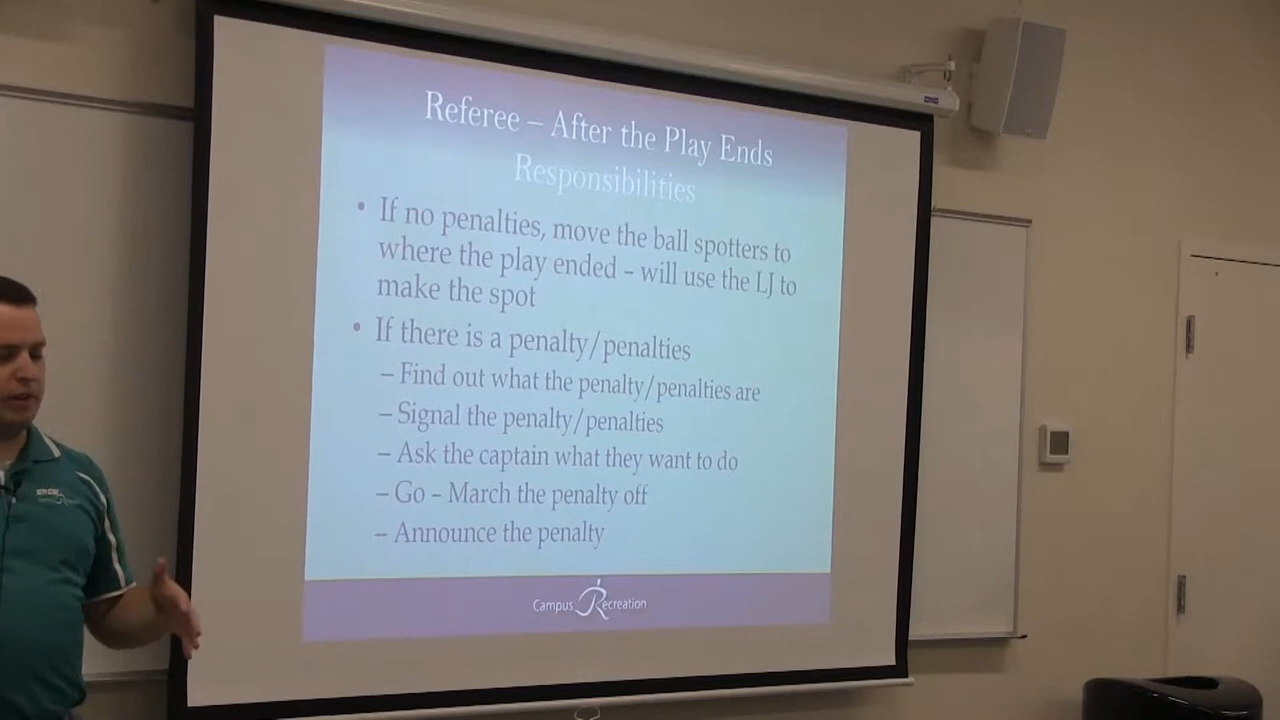 Referee – After the Play Ends
Responsibilities
• If no penalties, move the ball spotters to
where the play ended – will use the LJ to
make the spot
• If there is a penalty/penalties
– Find out what the penalty/penalties are
– Signal the penalty/penalties
– Ask the captain what they want to do
– Go – March the penalty off
– Announce the penalty
Campus Recreation